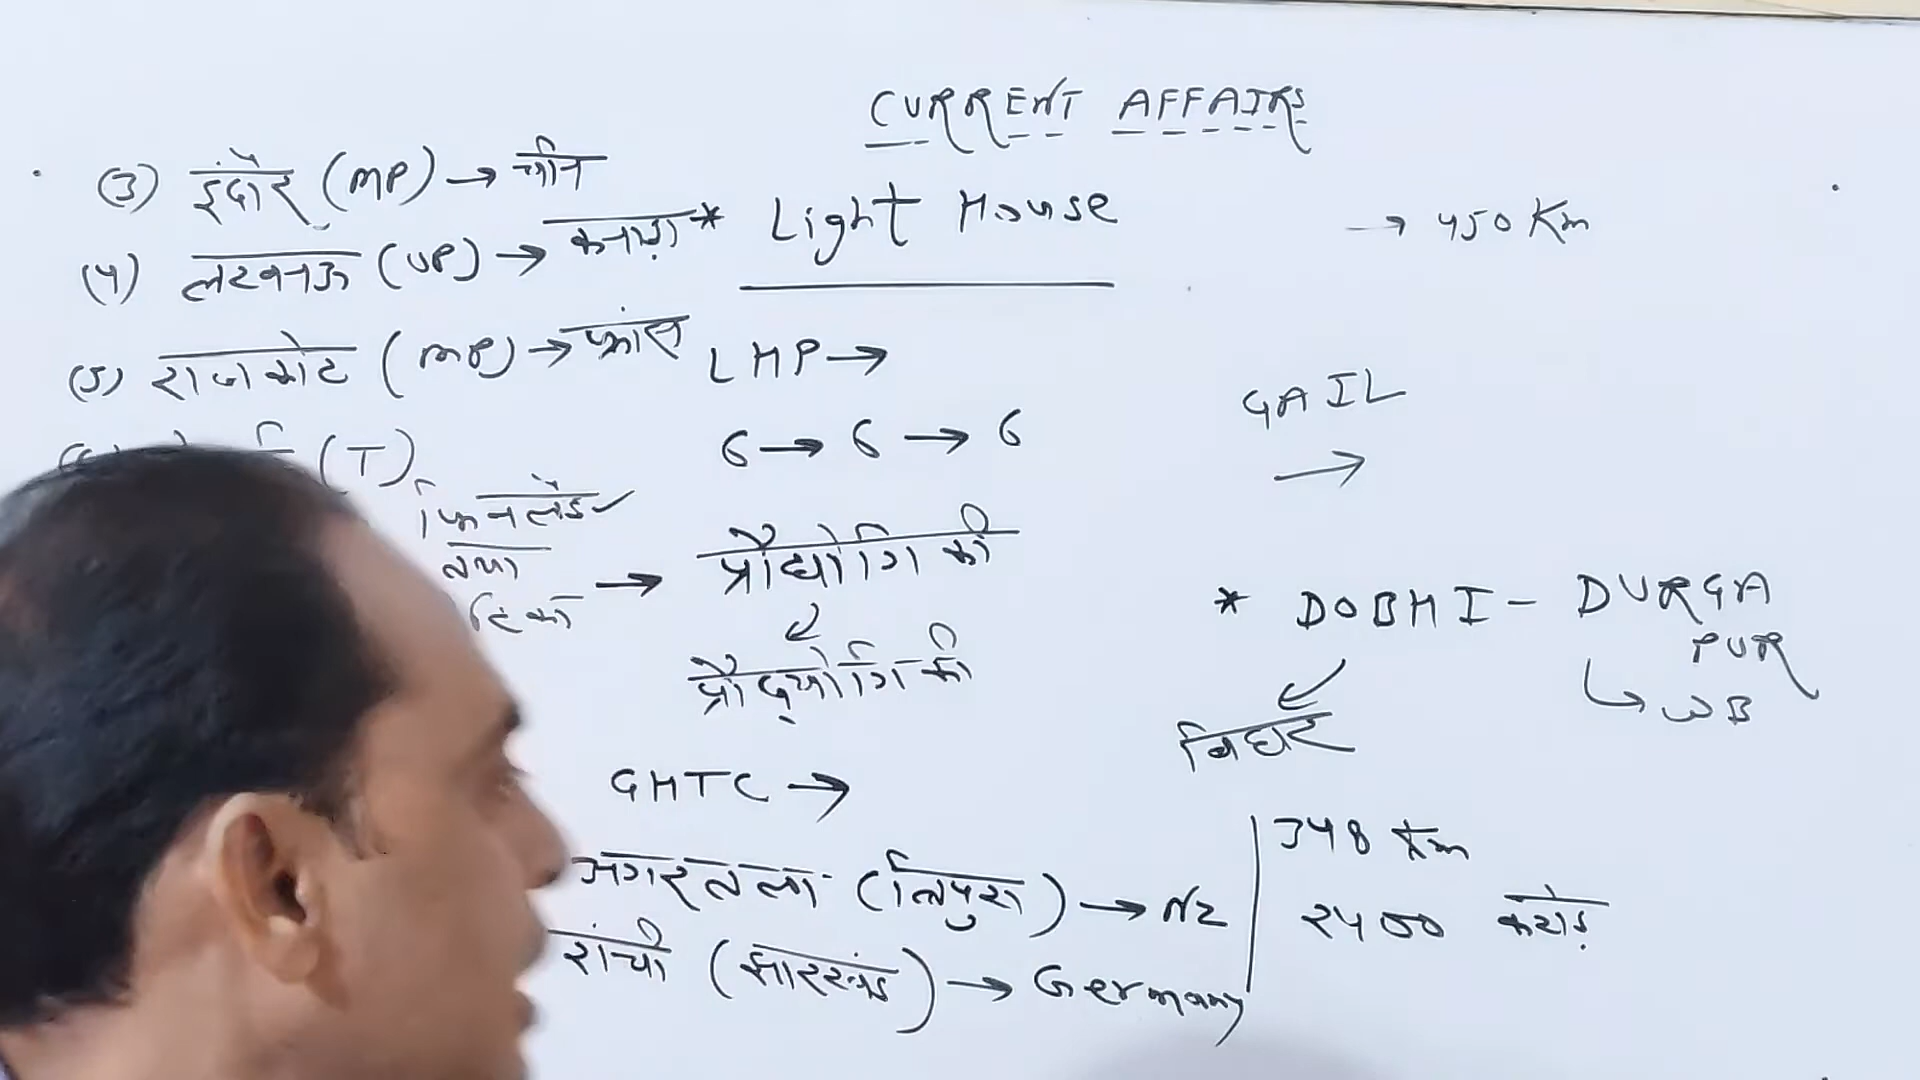 CURRENT AFFAIRS
(3) इंदौर (MP) → चीन
(4) लखनऊ (UP) → कनाड़ा
(5) राजकोट (MP) → फ्रांस
(T)
फिनलैंड ✓
तथा
* Light House
LHP →
6 → 6 → 6
→ प्रौद्योगिकी
प्रौद्‌योगिकी
GHTC →
अगरतला (त्रिपुरा) → NZ
रांची (झारखंड) → Germany
→ 450 Km
GAIL
→
* DOBHI - DURGA
PUR
↳ WB
बिहार
348 Km
2400 करोड़